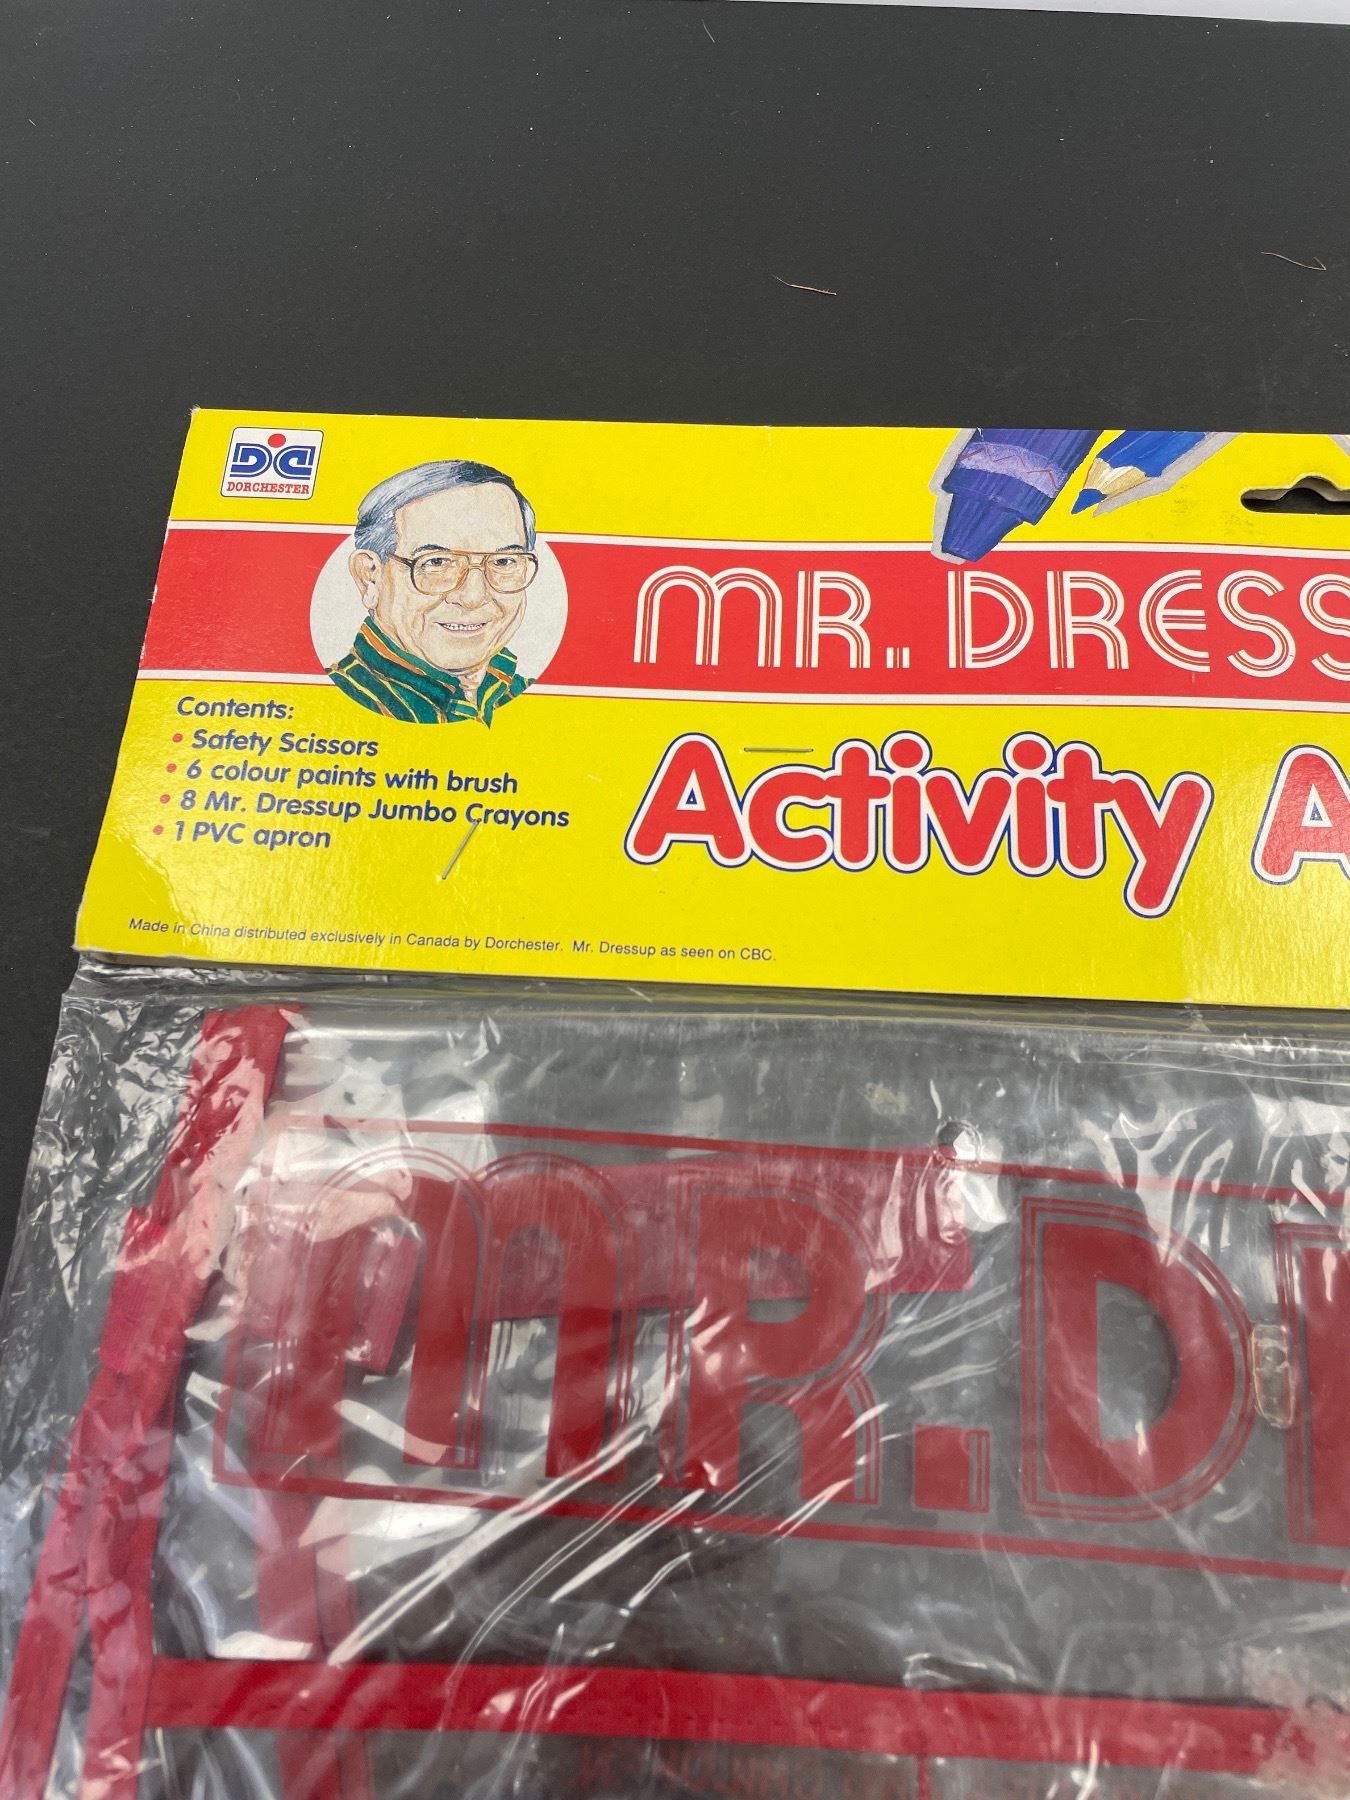 DC
DORCHESTER
MR. DRESS
Contents:
• Safety Scissors
• 6 colour paints with brush
• 8 Mr. Dressup Jumbo Crayons
• 1 PVC apron
Activity A
Made in China distributed exclusively in Canada by Dorchester. Mr. Dressup as seen on CBC.
MR. D